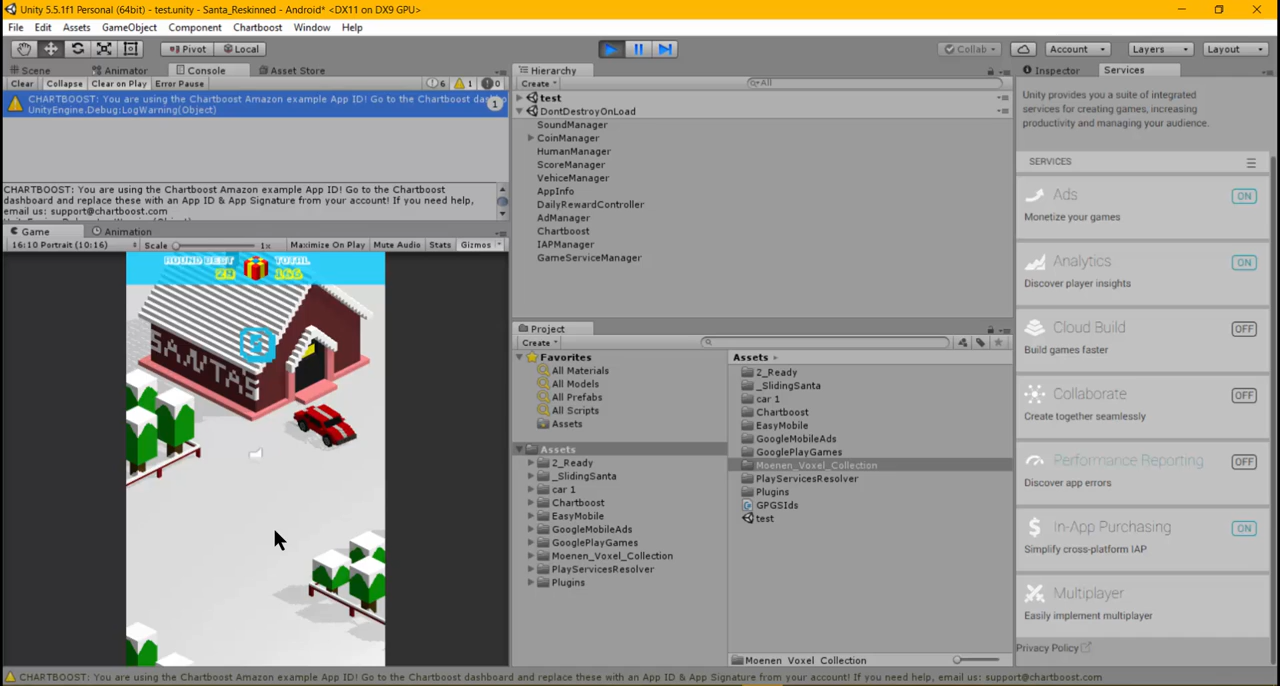 Unity 5.5.1f1 Personal (64bit) - test.unity - Santa_Reskinned - Android* <DX11 on DX9 GPU>
File Edit Assets GameObject Component Chartboost Window Help
Pivot Local Collab Account Layers Layout
Scene Animator Console Asset Store
Clear Collapse Clear on Play Error Pause 6 1 0
CHARTBOOST: You are using the Chartboost Amazon example App ID! Go to the Chartboost dashbo
UnityEngine.Debug:LogWarning(Object)
1
CHARTBOOST: You are using the Chartboost Amazon example App ID! Go to the Chartboost
dashboard and replace these with an App ID & App Signature from your account! If you need help,
email us: support@chartboost.com
UnityEngine.Debug:LogWarning(Object)
Game Animation
16:10 Portrait (10:16) Scale 1x Maximize On Play Mute Audio Stats Gizmos
ROUND BEST TOTAL
166
SANTA'S
Hierarchy
Create All
test
DontDestroyOnLoad
SoundManager
CoinManager
HumanManager
ScoreManager
VehiceManager
AppInfo
DailyRewardController
AdManager
Chartboost
IAPManager
GameServiceManager
Project
Create
Favorites
All Materials
All Models
All Prefabs
All Scripts
Assets
Assets
2_Ready
_SlidingSanta
car 1
Chartboost
EasyMobile
GoogleMobileAds
GooglePlayGames
Moenen_Voxel_Collection
PlayServicesResolver
Plugins
Assets
2_Ready
_SlidingSanta
car 1
Chartboost
EasyMobile
GoogleMobileAds
GooglePlayGames
Moenen_Voxel_Collection
PlayServicesResolver
Plugins
GPGSIds
test
Moenen_Voxel_Collection
Inspector Services
Unity provides you a suite of integrated
services for creating games, increasing
productivity and managing your audience.
SERVICES
Ads ON
Monetize your games
Analytics ON
Discover player insights
Cloud Build OFF
Build games faster
Collaborate OFF
Create together seamlessly
Performance Reporting OFF
Discover app errors
In-App Purchasing ON
Simplify cross-platform IAP
Multiplayer
Easily implement multiplayer
Privacy Policy
CHARTBOOST: You are using the Chartboost Amazon example App ID! Go to the Chartboost dashboard and replace these with an App ID & App Signature from your account! If you need help, email us: support@chartboost.com